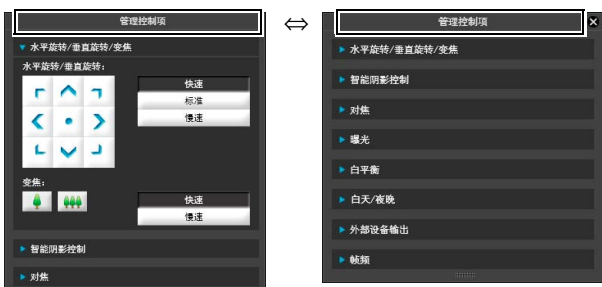 管理控制项
水平旋转/垂直旋转/变焦
水平旋转/垂直旋转:
快速
标准
慢速
变焦:
快速
慢速
智能阴影控制
对焦
管理控制项
水平旋转/垂直旋转/变焦
智能阴影控制
对焦
曝光
白平衡
白天/夜晚
外部设备输出
帧频